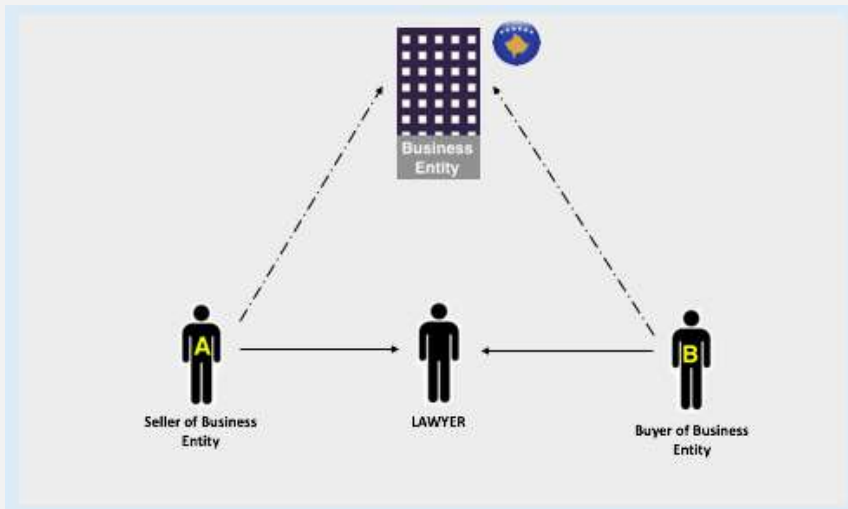 Business
Entity
A
B
Seller of Business
Entity
LAWYER
Buyer of Business
Entity